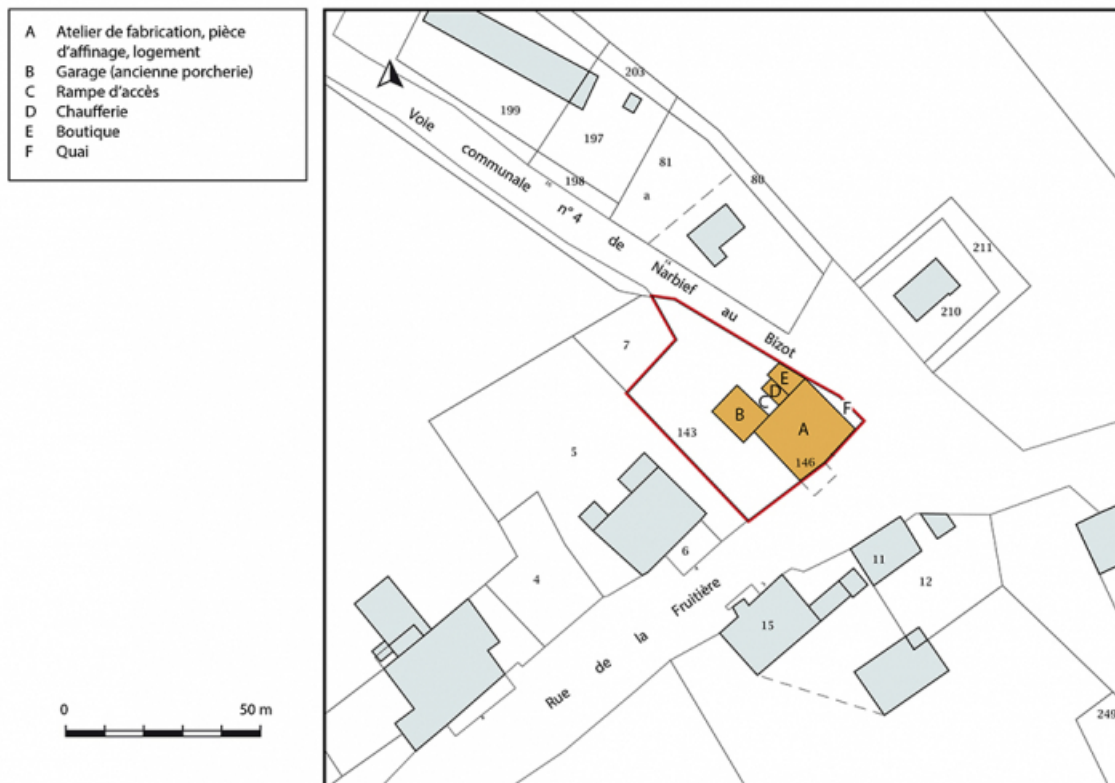 A Atelier de fabrication, pièce
d'affinage, logement
B Garage (ancienne porcherie)
C Rampe d'accès
D Chaufferie
E Boutique
F Quai
203
199
197
81
80
198
a
Voie communale n° 4 de Narbief au Bizot
211
210
7
E
D
C
B
F
A
143
146
5
6
4
11
12
15
Rue de la Fruitière
249
0 50 m